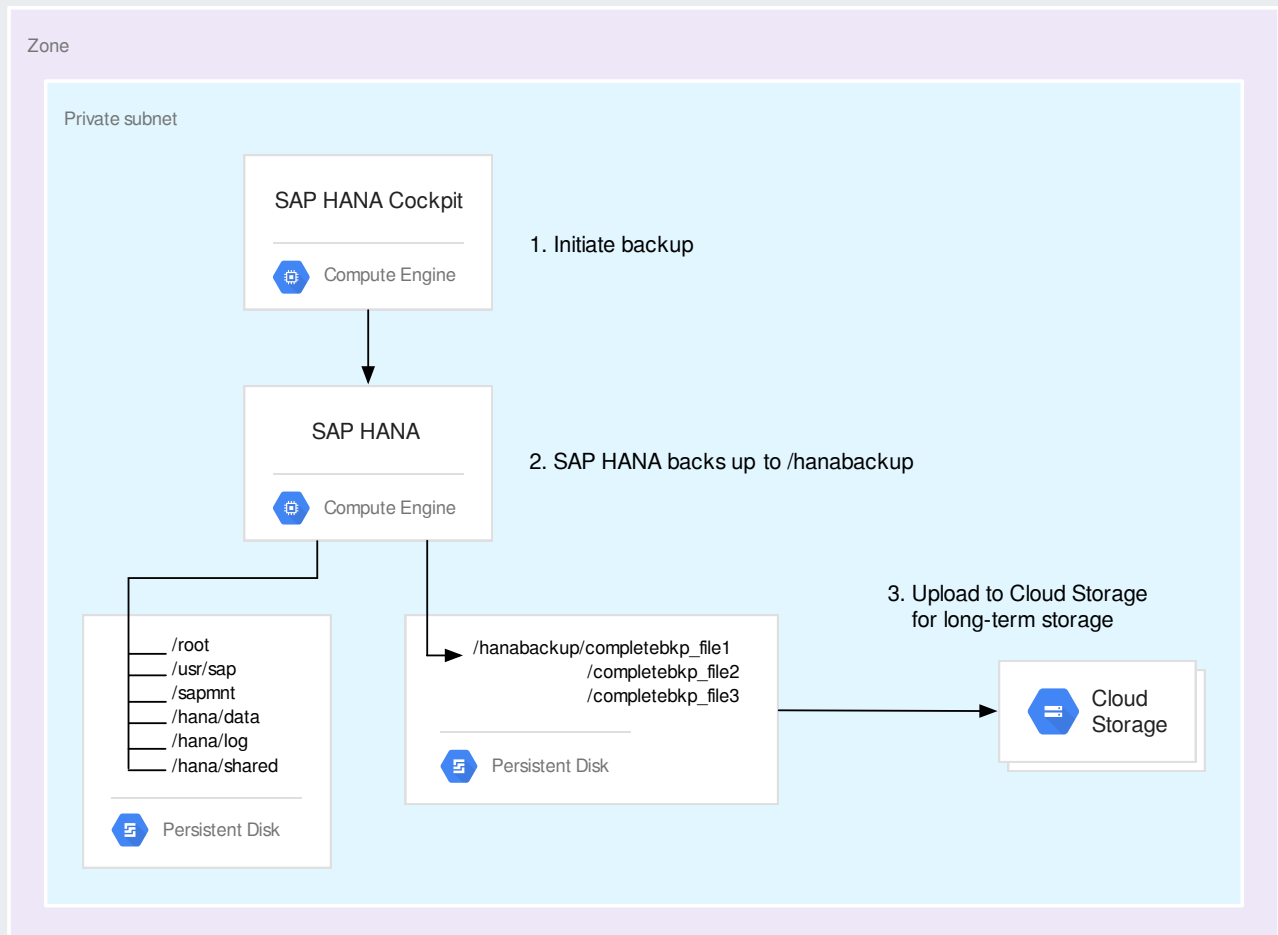 Zone
Private subnet
SAP HANA Cockpit
Compute Engine
1. Initiate backup
SAP HANA
Compute Engine
2. SAP HANA backs up to /hanabackup
/root
/usr/sap
/sapmnt
/hana/data
/hana/log
/hana/shared
Persistent Disk
/hanabackup/completebkp_file1
/completebkp_file2
/completebkp_file3
Persistent Disk
3. Upload to Cloud Storage
for long-term storage
Cloud
Storage